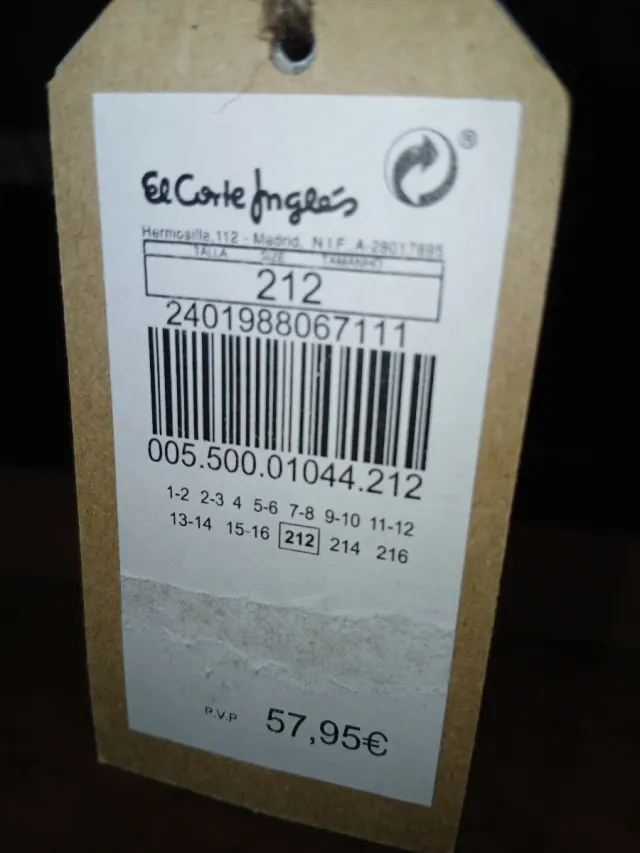 El Corte Inglés
®
Hermosilla,112 - Madrid. N.I.F. A-28017895
TALLA SIZE TAMANHO
212
2401988067111
005.500.01044.212
1-2 2-3 4 5-6 7-8 9-10 11-12
13-14 15-16 212 214 216
P.V.P 57,95€